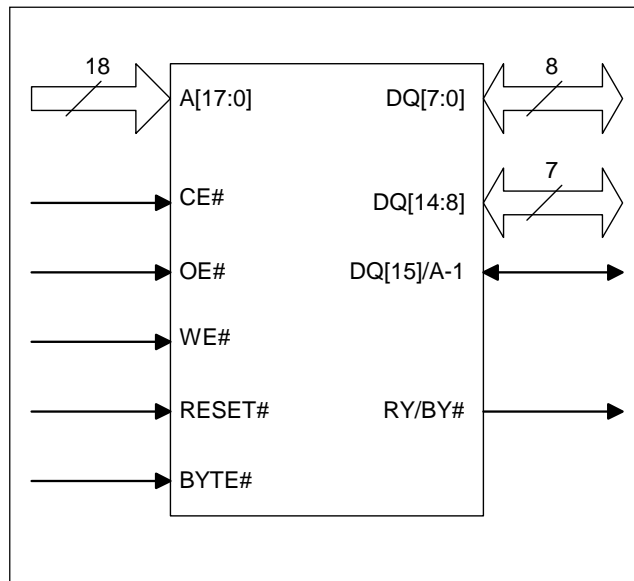 18
8
A[17:0]
DQ[7:0]
7
CE#
DQ[14:8]
OE#
DQ[15]/A-1
WE#
RESET#
RY/BY#
BYTE#